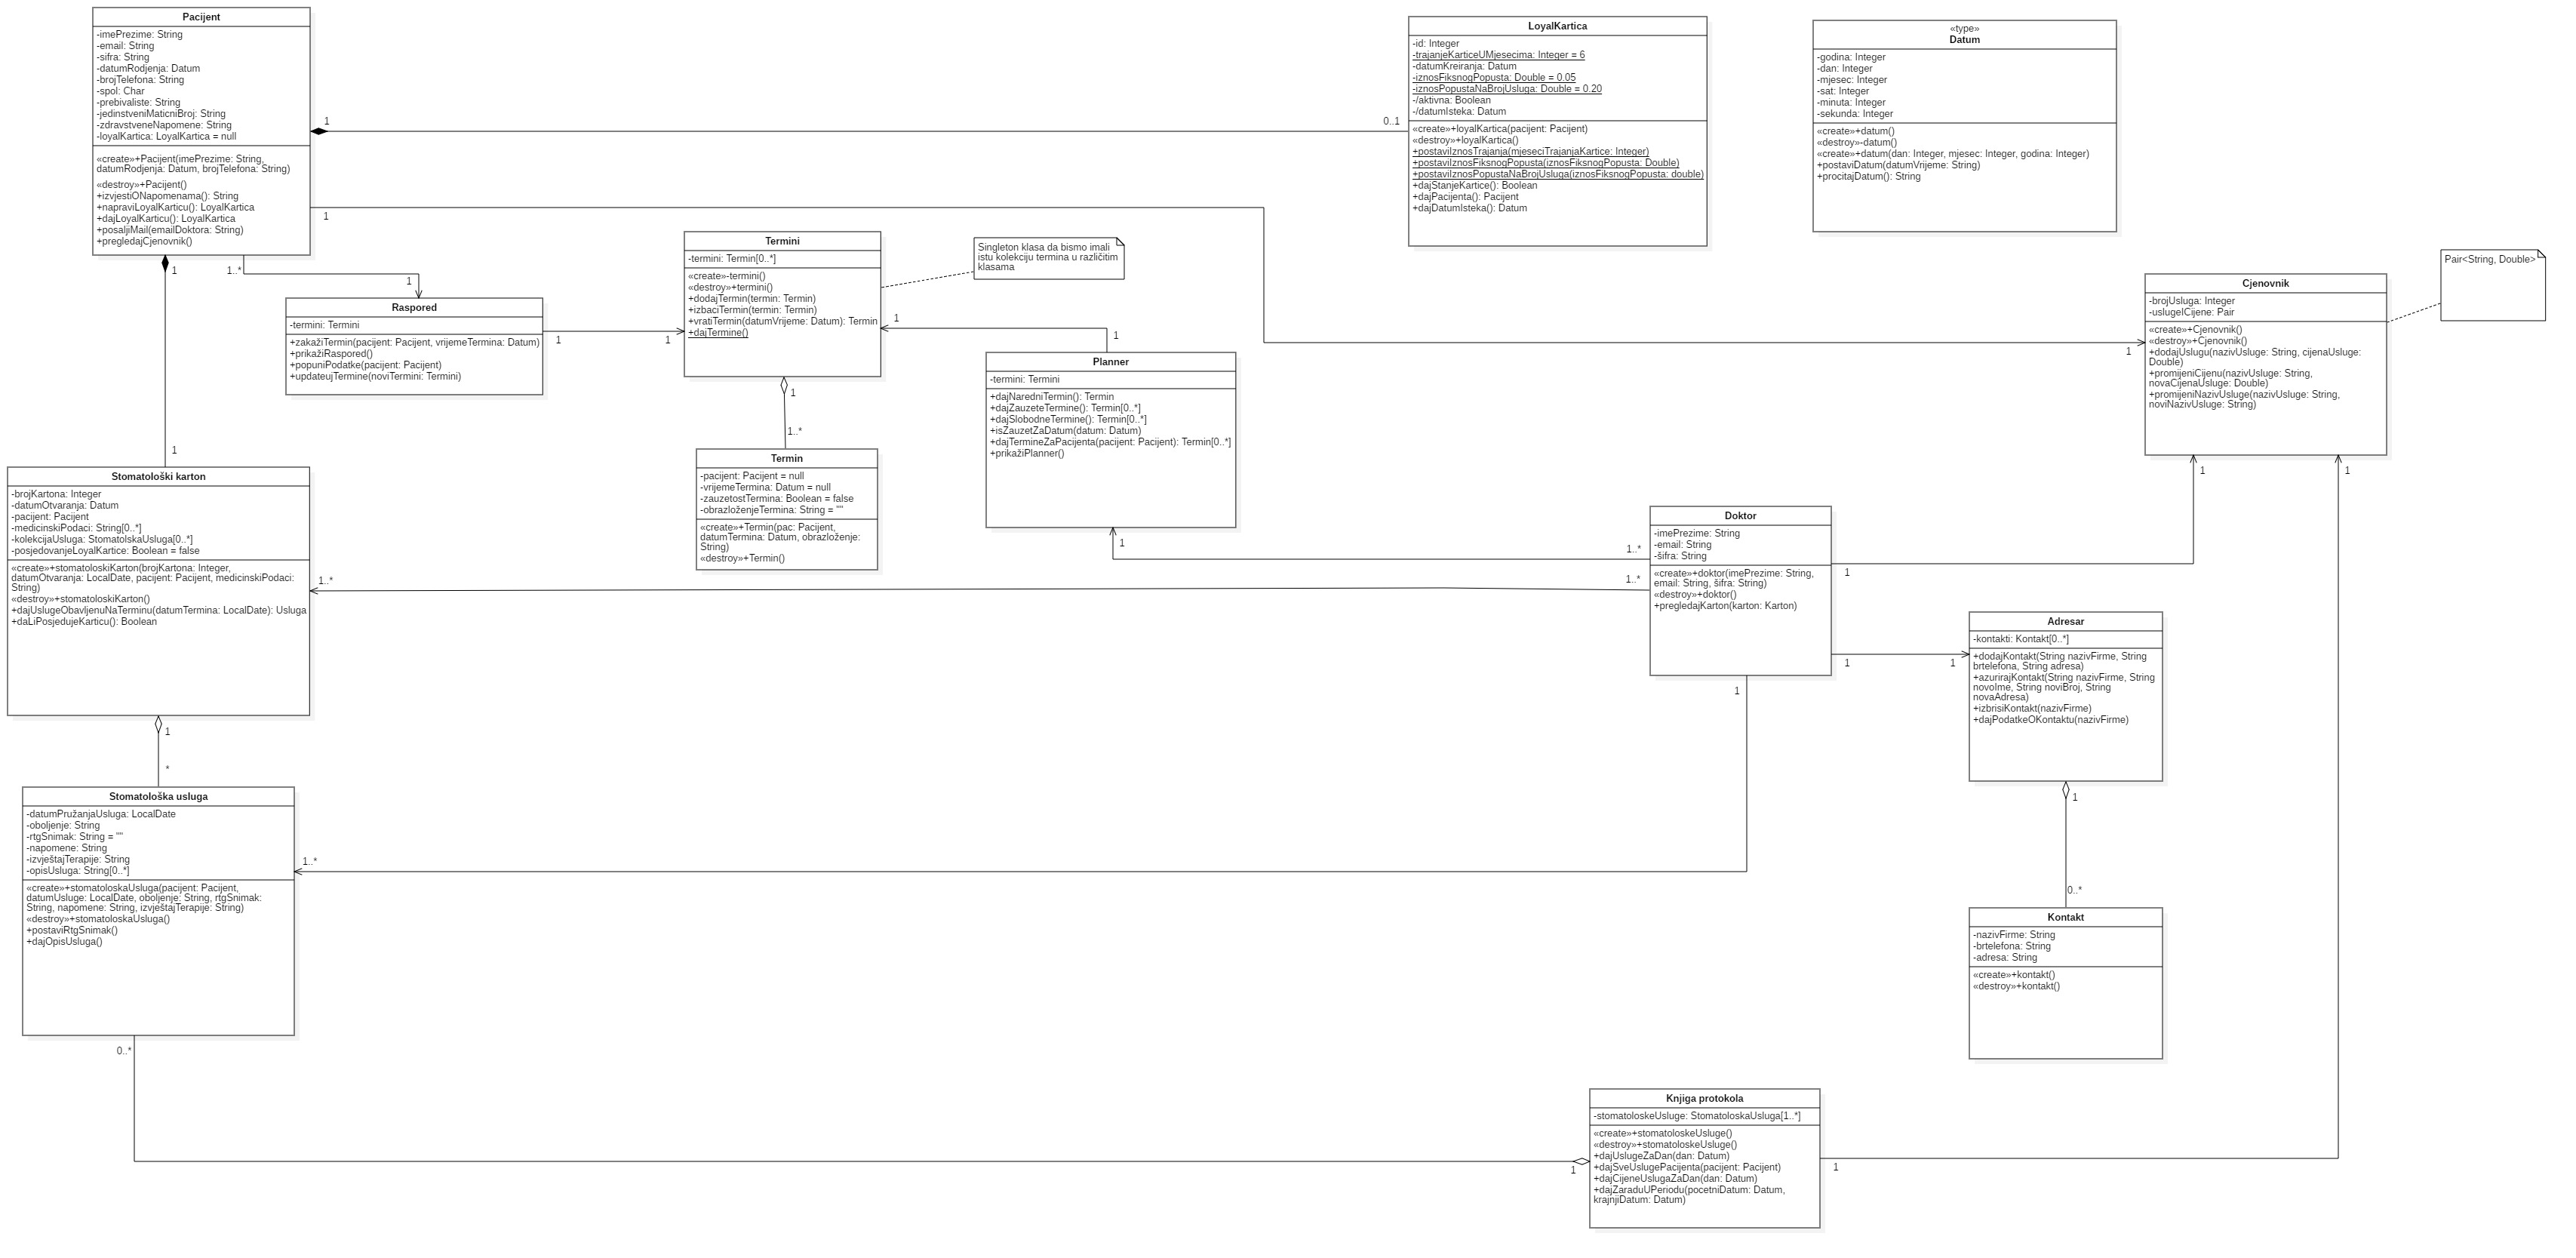 Pacijent
-imePrezime: String
-email: String
-sifra: String
-datumRodjenja: Datum
-brojTelefona: String
-spol: Char
-prebivaliste: String
-jedinstveniMaticniBroj: String
-zdravstveneNapomene: String
-loyalKartica: LoyalKartica = null
«create»+Pacijent(imePrezime: String,
datumRodjenja: Datum, brojTelefona: String)
«destroy»+Pacijent()
+izvjestiONapomenama(): String
+napraviLoyalKarticu(): LoyalKartica
+dajLoyalKarticu(): LoyalKartica
+posaljiMail(emailDoktora: String)
+pregledajCjenovnik()
1
0..1
1
1
1..*
1
1
LoyalKartica
-id: Integer
-trajanjeKarticeUMjesecima: Integer = 6
-datumKreiranja: Datum
-iznosFiksnogPopusta: Double = 0.05
-iznosPopustaNaBrojUsluga: Double = 0.20
-/aktivna: Boolean
-/datumIsteka: Datum
«create»+loyalKartica(pacijent: Pacijent)
«destroy»+loyalKartica()
+postaviIznosTrajanja(mjeseciTrajanjaKartice: Integer)
+postaviIznosFiksnogPopusta(iznosFiksnogPopusta: Double)
+postaviIznosPopustaNaBrojUsluga(iznosFiksnogPopusta: double)
+dajStanjeKartice(): Boolean
+dajPacijenta(): Pacijent
+dajDatumIsteka(): Datum
«type»
Datum
-godina: Integer
-dan: Integer
-mjesec: Integer
-sat: Integer
-minuta: Integer
-sekunda: Integer
«create»+datum()
«destroy»-datum()
«create»+datum(dan: Integer, mjesec: Integer, godina: Integer)
+postaviDatum(datumVrijeme: String)
+procitajDatum(): String
Raspored
-termini: Termini
+zakažiTermin(pacijent: Pacijent, vrijemeTermina: Datum)
+prikažiRaspored()
+popuniPodatke(pacijent: Pacijent)
+updateujTermine(noviTermini: Termini)
1
1
Termini
-termini: Termin[0..*]
«create»-termini()
«destroy»+termini()
+dodajTermin(termin: Termin)
+izbaciTermin(termin: Termin)
+vratiTermin(datumVrijeme: Datum): Termin
+dajTermine()
Singleton klasa da bismo imali
istu kolekciju termina u različitim
klasama
1
1
1
1..*
Termin
-pacijent: Pacijent = null
-vrijemeTermina: Datum = null
-zauzetostTermina: Boolean = false
-obrazloženjeTermina: String = ""
«create»+Termin(pac: Pacijent,
datumTermina: Datum, obrazloženje:
String)
«destroy»+Termin()
Planner
-termini: Termini
+dajNaredniTermin(): Termin
+dajZauzeteTermine(): Termin[0..*]
+dajSlobodneTermine(): Termin[0..*]
+isZauzetZaDatum(datum: Datum)
+dajTermineZaPacijenta(pacijent: Pacijent): Termin[0..*]
+prikažiPlanner()
1
1..*
Cjenovnik
-brojUsluga: Integer
-uslugeICijene: Pair
«create»+Cjenovnik()
«destroy»+Cjenovnik()
+dodajUslugu(nazivUsluge: String, cijenaUsluge:
Double)
+promijeniCijenu(nazivUsluge: String,
novaCijenaUsluge: Double)
+promijeniNazivUsluge(nazivUsluge: String,
noviNazivUsluge: String)
Pair<String, Double>
1
1
1
Stomatološki karton
-brojKartona: Integer
-datumOtvaranja: Datum
-pacijent: Pacijent
-medicinskiPodaci: String[0..*]
-kolekcijaUsluga: StomatolskaUsluga[0..*]
-posjedovanjeLoyalKartice: Boolean = false
«create»+stomatoloskiKarton(brojKartona: Integer,
datumOtvaranja: LocalDate, pacijent: Pacijent, medicinskiPodaci:
String)
«destroy»+stomatoloskiKarton()
+dajUslugeObavljenuNaTerminu(datumTermina: LocalDate): Usluga
+daLiPosjedujeKarticu(): Boolean
1..*
1..*
1
*
Doktor
-imePrezime: String
-email: String
-šifra: String
«create»+doktor(imePrezime: String,
email: String, šifra: String)
«destroy»+doktor()
+pregledajKarton(karton: Karton)
1
1
1
1
Adresar
-kontakti: Kontakt[0..*]
+dodajKontakt(String nazivFirme, String
brtelefona, String adresa)
+azurirajKontakt(String nazivFirme, String
novoIme, String noviBroj, String
novaAdresa)
+izbrisiKontakt(nazivFirme)
+dajPodatkeOKontaktu(nazivFirme)
1
0..*
Kontakt
-nazivFirme: String
-brtelefona: String
-adresa: String
«create»+kontakt()
«destroy»+kontakt()
Stomatološka usluga
-datumPružanjaUsluga: LocalDate
-oboljenje: String
-rtgSnimak: String = ""
-napomene: String
-izvještajTerapije: String
-opisUsluga: String[0..*]
«create»+stomatoloskaUsluga(pacijent: Pacijent,
datumUsluge: LocalDate, oboljenje: String, rtgSnimak:
String, napomene: String, izvještajTerapije: String)
«destroy»+stomatoloskaUsluga()
+postaviRtgSnimak()
+dajOpisUsluga()
1..*
0..*
1
Knjiga protokola
-stomatoloskeUsluge: StomatoloskaUsluga[1..*]
«create»+stomatoloskeUsluge()
«destroy»+stomatoloskeUsluge()
+dajUslugeZaDan(dan: Datum)
+dajSveUslugePacijenta(pacijent: Pacijent)
+dajCijeneUslugaZaDan(dan: Datum)
+dajZaraduUPeriodu(pocetniDatum: Datum,
krajnjiDatum: Datum)
1